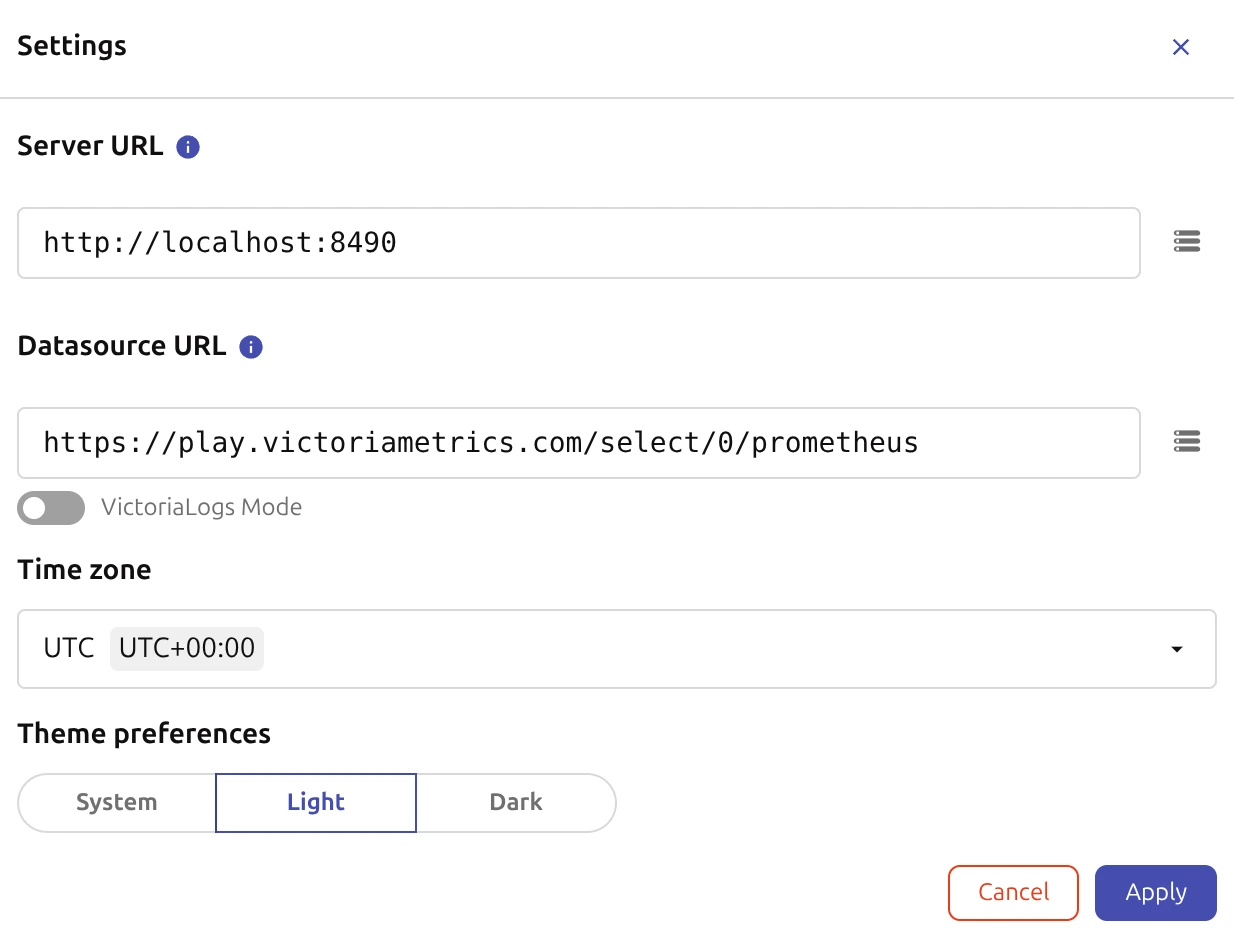 Settings
Server URL
http://localhost:8490
Datasource URL
https://play.victoriametrics.com/select/0/prometheus
VictoriaLogs Mode
Time zone
UTC UTC+00:00
Theme preferences
System Light Dark
Cancel Apply